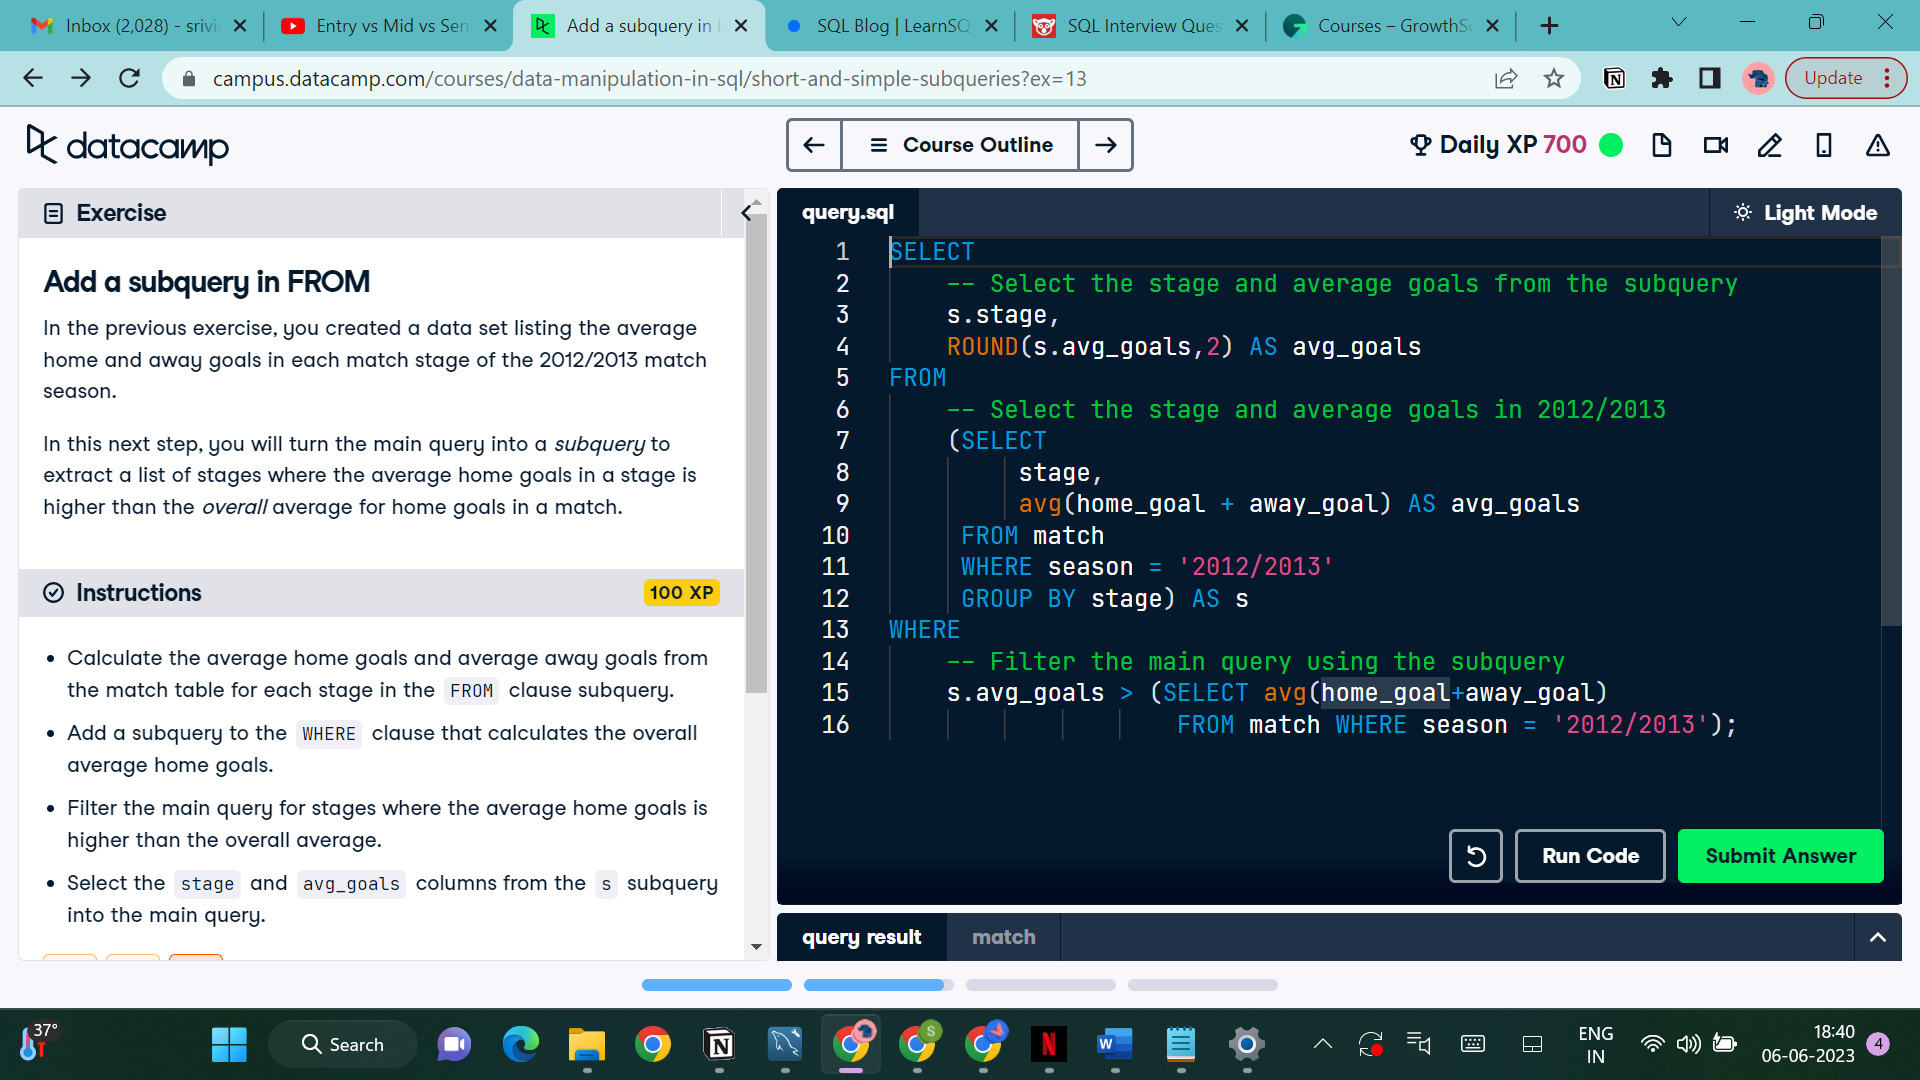 Inbox (2,028) - srivi
Entry vs Mid vs Sen
Add a subquery in
SQL Blog | LearnSQ
SQL Interview Ques
Courses – GrowthSc
campus.datacamp.com/courses/data-manipulation-in-sql/short-and-simple-subqueries?ex=13
Update
datacamp
Course Outline
Daily XP 700
Exercise
Add a subquery in FROM
In the previous exercise, you created a data set listing the average
home and away goals in each match stage of the 2012/2013 match
season.
In this next step, you will turn the main query into a subquery to
extract a list of stages where the average home goals in a stage is
higher than the overall average for home goals in a match.
Instructions
100 XP
• Calculate the average home goals and average away goals from
the match table for each stage in the FROM clause subquery.
• Add a subquery to the WHERE clause that calculates the overall
average home goals.
• Filter the main query for stages where the average home goals is
higher than the overall average.
• Select the stage and avg_goals columns from the s subquery
into the main query.
query.sql
Light Mode
1 SELECT
2 -- Select the stage and average goals from the subquery
3 s.stage,
4 ROUND(s.avg_goals,2) AS avg_goals
5 FROM
6 -- Select the stage and average goals in 2012/2013
7 (SELECT
8 stage,
9 avg(home_goal + away_goal) AS avg_goals
10 FROM match
11 WHERE season = '2012/2013'
12 GROUP BY stage) AS s
13 WHERE
14 -- Filter the main query using the subquery
15 s.avg_goals > (SELECT avg(home_goal+away_goal)
16 FROM match WHERE season = '2012/2013');
Run Code
Submit Answer
query result
match
37°
Search
S
ENG
IN
18:40
06-06-2023
4